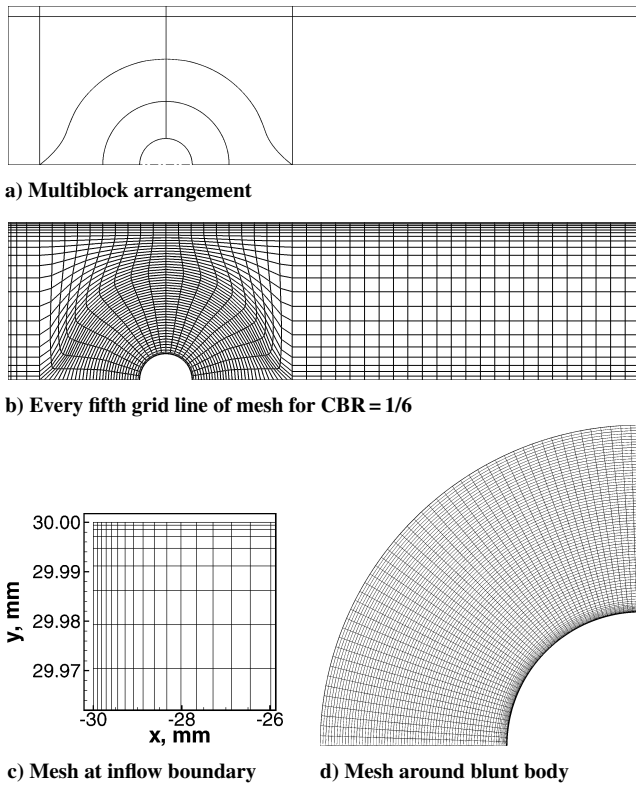 a) Multiblock arrangement
b) Every fifth grid line of mesh for CBR = 1/6
30.00
29.99
29.98
29.97
y, mm
-30 -28 -26
x, mm
c) Mesh at inflow boundary
d) Mesh around blunt body